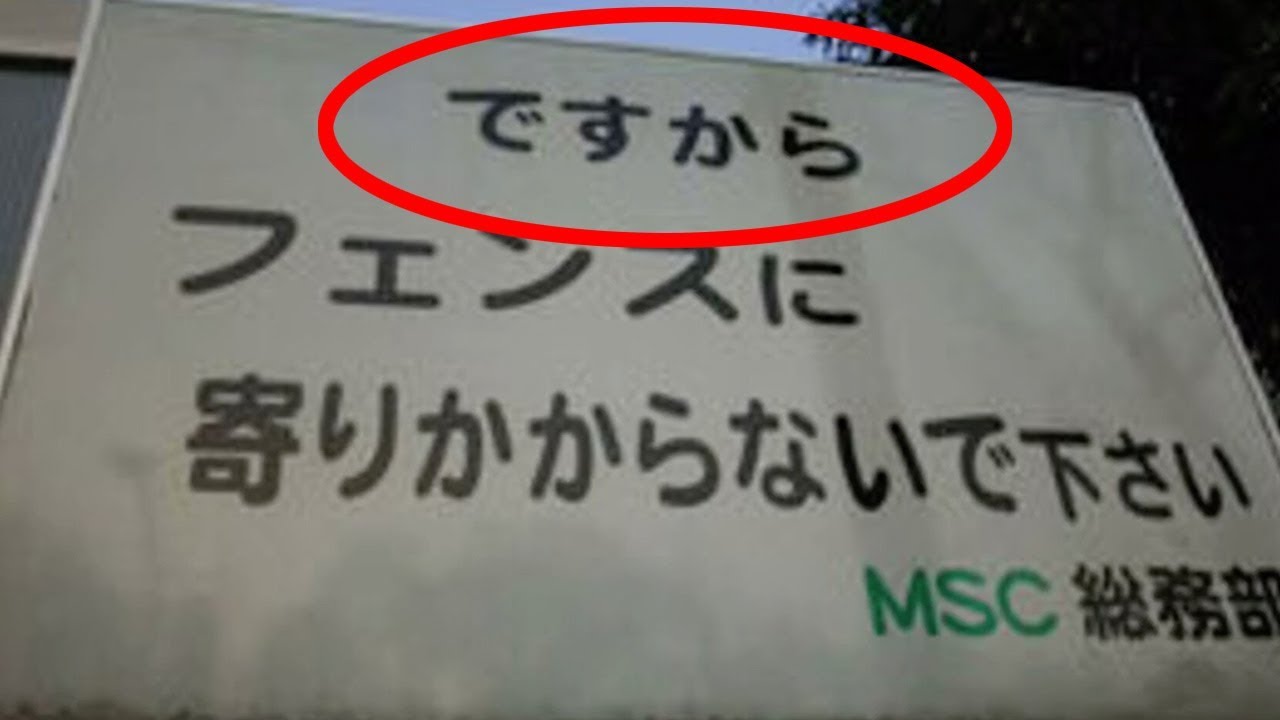 ですから
フェンスに
寄りかからないで下さい
MSC 総務部